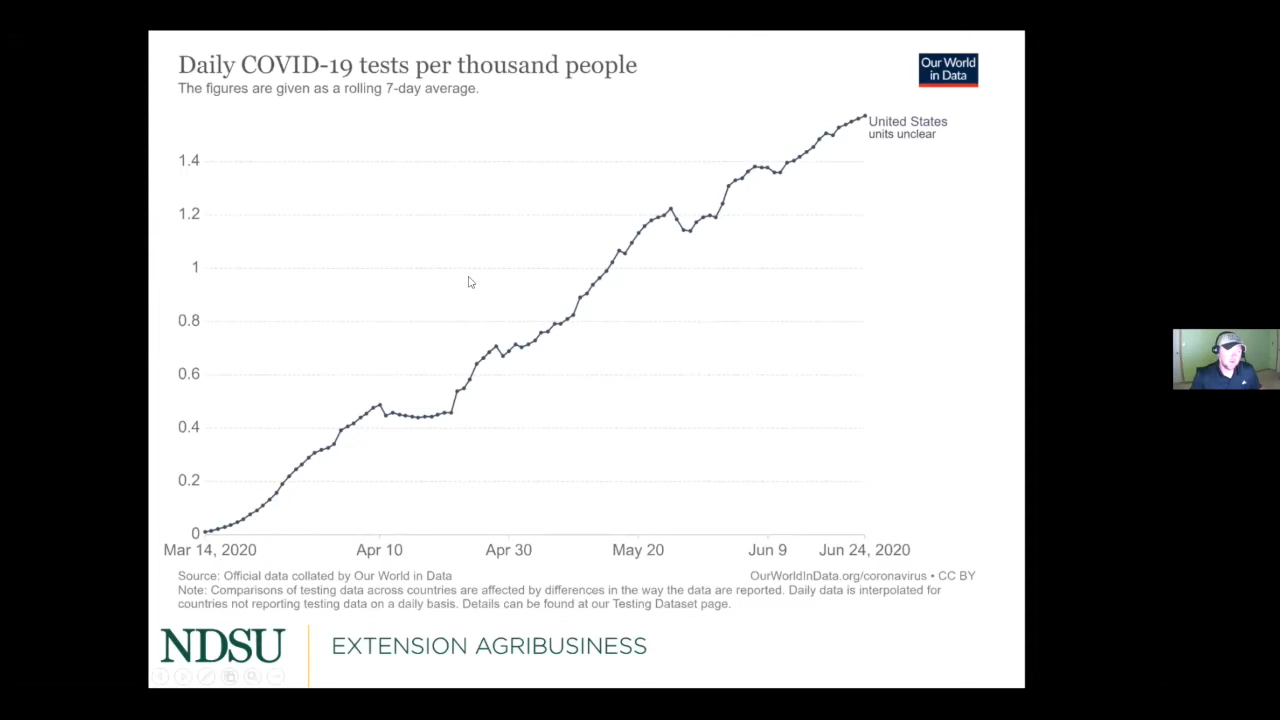 Daily COVID-19 tests per thousand people
The figures are given as a rolling 7-day average.
Our World
in Data
United States
units unclear
1.4
1.2
1
0.8
0.6
0.4
0.2
0
Mar 14, 2020
Apr 10
Apr 30
May 20
Jun 9
Jun 24, 2020
Source: Official data collated by Our World in Data
OurWorldInData.org/coronavirus • CC BY
Note: Comparisons of testing data across countries are affected by differences in the way the data are reported. Daily data is interpolated for
countries not reporting testing data on a daily basis. Details can be found at our Testing Dataset page.
NDSU
EXTENSION AGRIBUSINESS